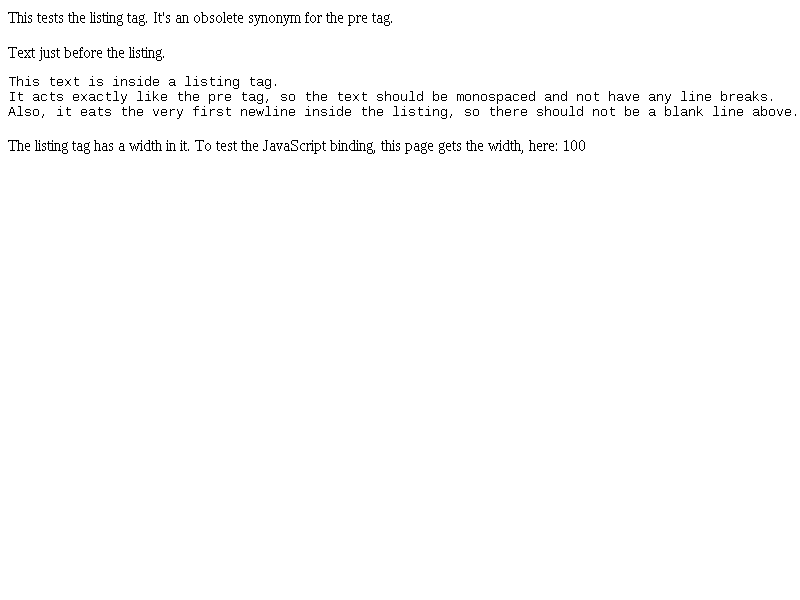 This tests the listing tag. It's an obsolete synonym for the pre tag.
Text just before the listing.
This text is inside a listing tag.
It acts exactly like the pre tag, so the text should be monospaced and not have any line breaks.
Also, it eats the very first newline inside the listing, so there should not be a blank line above.
The listing tag has a width in it. To test the JavaScript binding, this page gets the width, here: 100